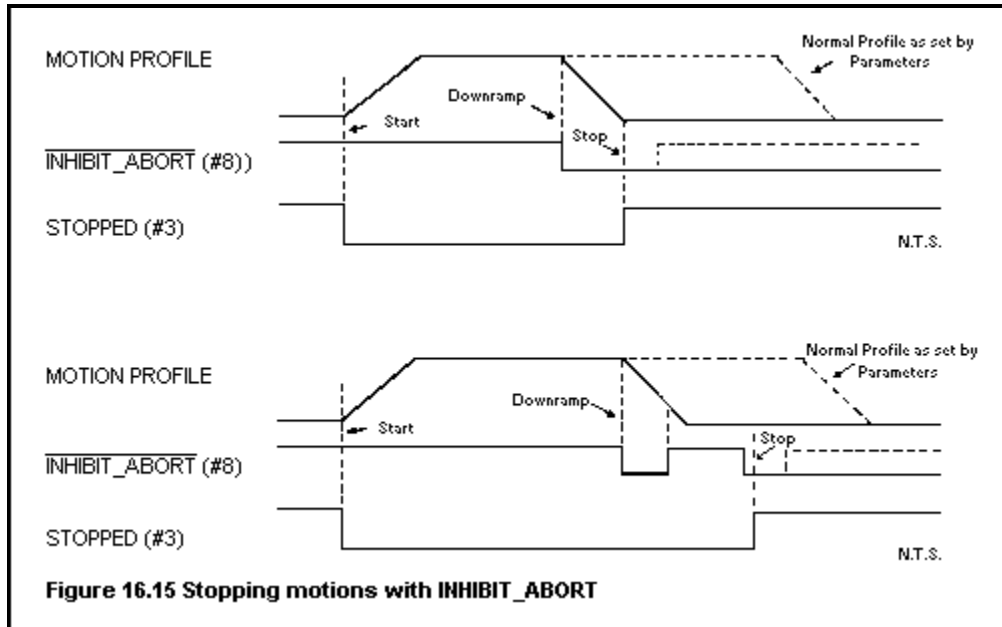 MOTION PROFILE
Normal Profile as set by
Parameters
Downramp
Start
Stop
INHIBIT_ABORT (#8))
STOPPED (#3)
N.T.S.
MOTION PROFILE
Normal Profile as set by
Parameters
Downramp
Start
Stop
INHIBIT_ABORT (#8)
STOPPED (#3)
N.T.S.
Figure 16.15 Stopping motions with INHIBIT_ABORT